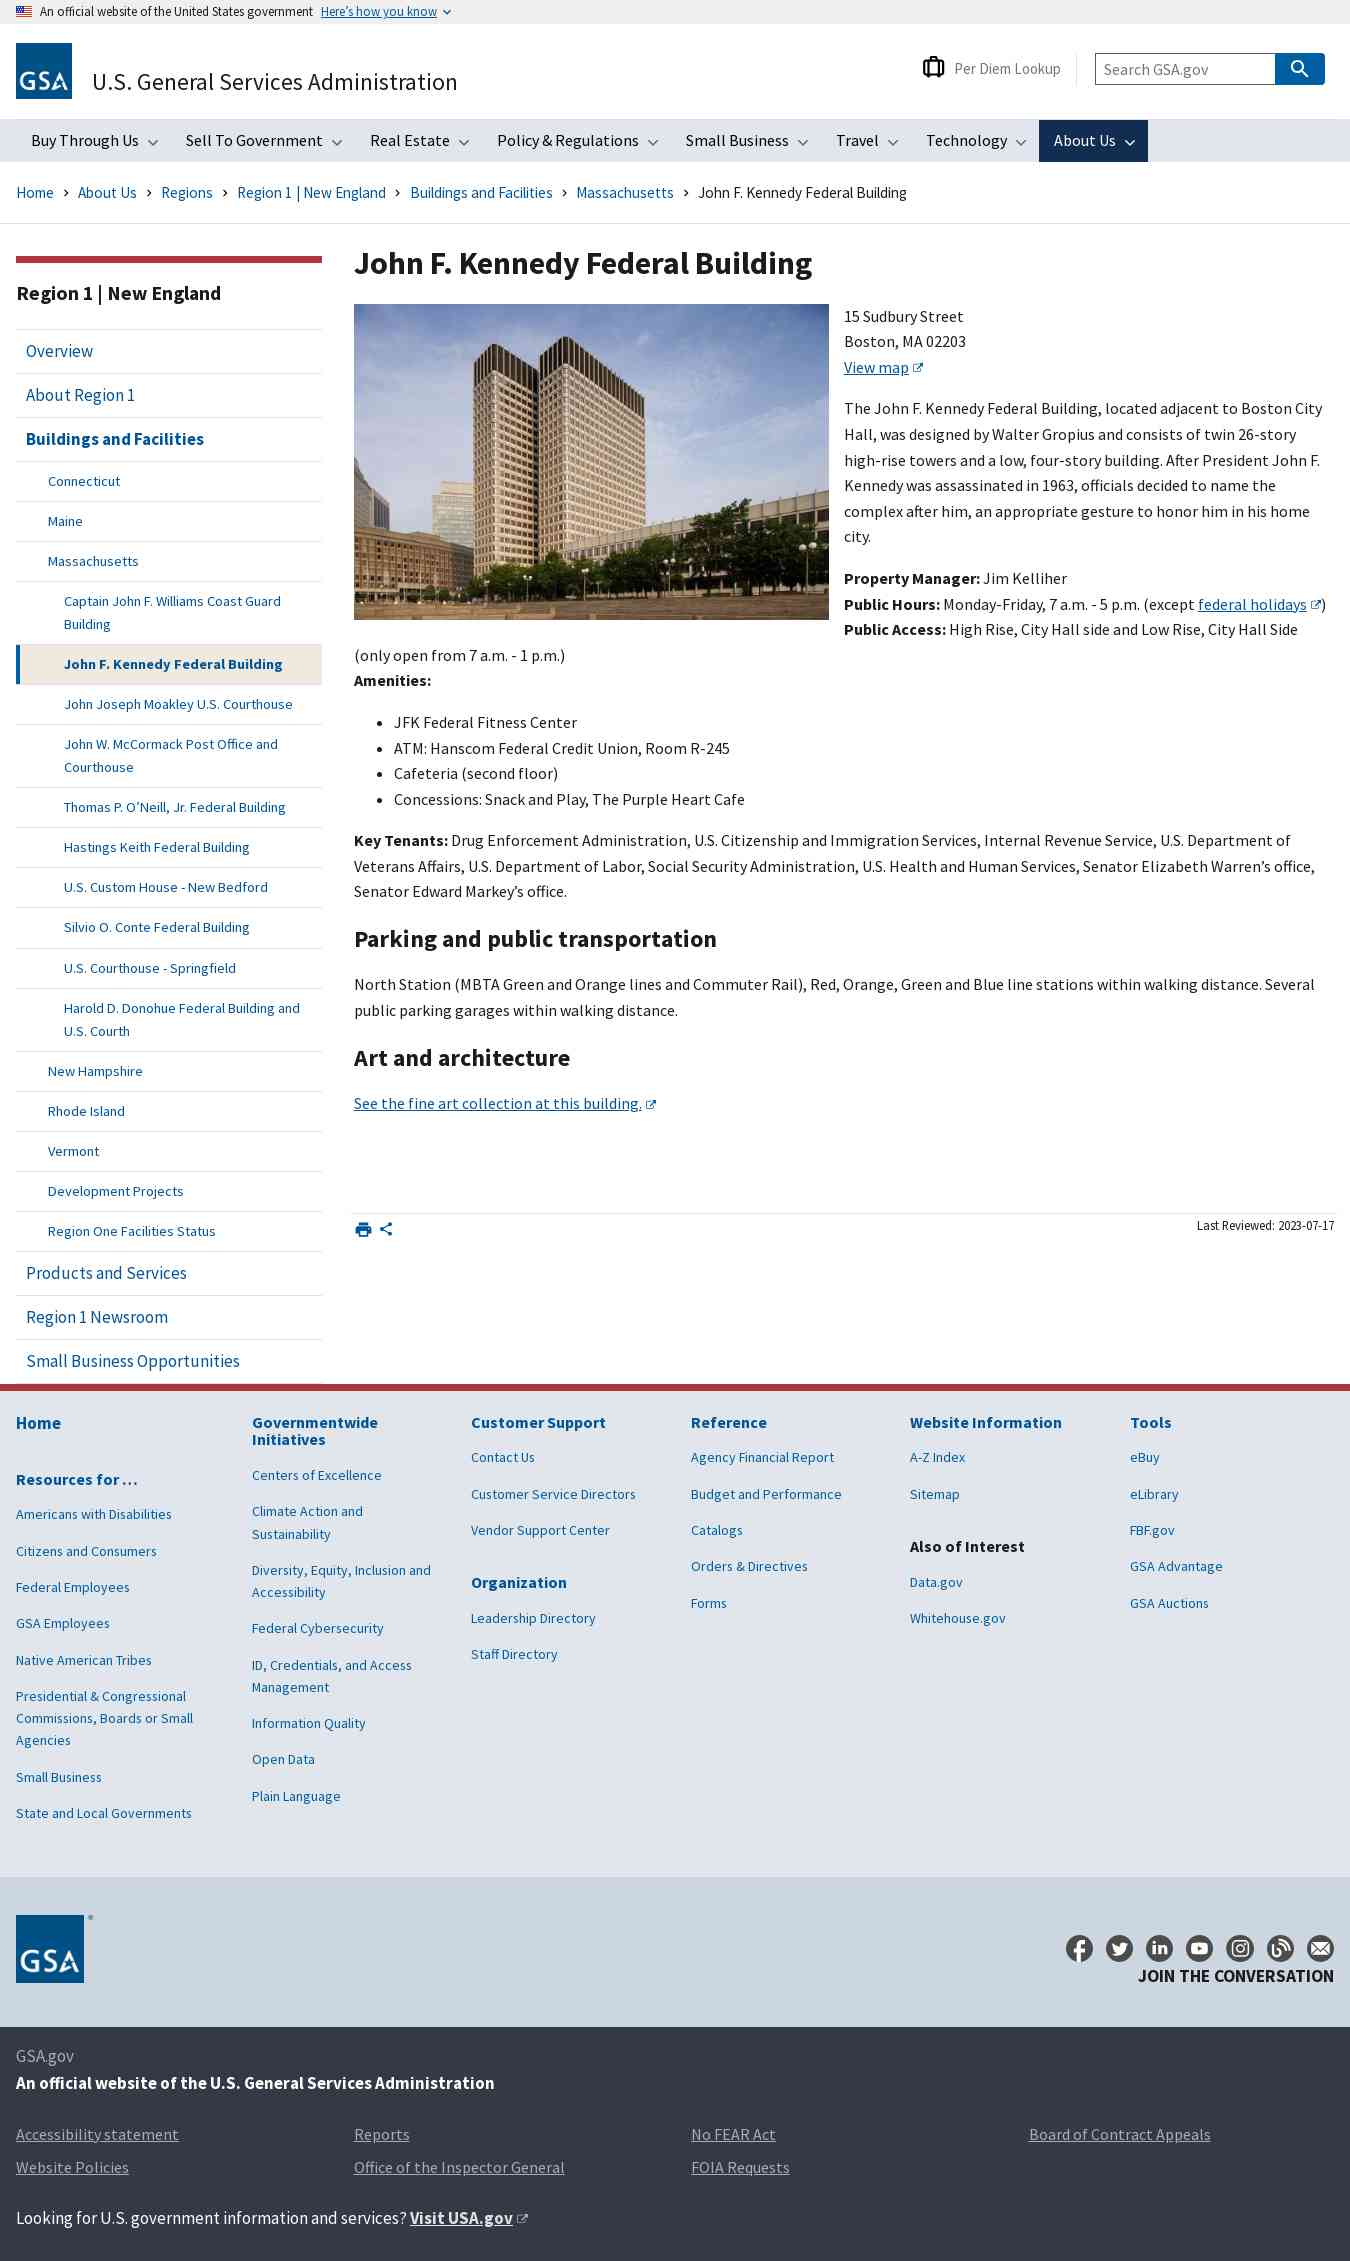 An official website of the United States government Here's how you know
GSA
U.S. General Services Administration
Per Diem Lookup
Search GSA.gov
Buy Through Us Sell To Government Real Estate Policy & Regulations Small Business Travel Technology About Us
Home > About Us > Regions > Region 1 | New England > Buildings and Facilities > Massachusetts > John F. Kennedy Federal Building
Region 1 | New England
Overview
About Region 1
Buildings and Facilities
Connecticut
Maine
Massachusetts
Captain John F. Williams Coast Guard
Building
John F. Kennedy Federal Building
John Joseph Moakley U.S. Courthouse
John W. McCormack Post Office and
Courthouse
Thomas P. O’Neill, Jr. Federal Building
Hastings Keith Federal Building
U.S. Custom House - New Bedford
Silvio O. Conte Federal Building
U.S. Courthouse - Springfield
Harold D. Donohue Federal Building and
U.S. Courth
New Hampshire
Rhode Island
Vermont
Development Projects
Region One Facilities Status
Products and Services
Region 1 Newsroom
Small Business Opportunities
John F. Kennedy Federal Building
15 Sudbury Street
Boston, MA 02203
View map
The John F. Kennedy Federal Building, located adjacent to Boston City
Hall, was designed by Walter Gropius and consists of twin 26-story
high-rise towers and a low, four-story building. After President John F.
Kennedy was assassinated in 1963, officials decided to name the
complex after him, an appropriate gesture to honor him in his home
city.
Property Manager: Jim Kelliher
Public Hours: Monday-Friday, 7 a.m. - 5 p.m. (except federal holidays)
Public Access: High Rise, City Hall side and Low Rise, City Hall Side
(only open from 7 a.m. - 1 p.m.)
Amenities:
• JFK Federal Fitness Center
• ATM: Hanscom Federal Credit Union, Room R-245
• Cafeteria (second floor)
• Concessions: Snack and Play, The Purple Heart Cafe
Key Tenants: Drug Enforcement Administration, U.S. Citizenship and Immigration Services, Internal Revenue Service, U.S. Department of
Veterans Affairs, U.S. Department of Labor, Social Security Administration, U.S. Health and Human Services, Senator Elizabeth Warren’s office,
Senator Edward Markey’s office.
Parking and public transportation
North Station (MBTA Green and Orange lines and Commuter Rail), Red, Orange, Green and Blue line stations within walking distance. Several
public parking garages within walking distance.
Art and architecture
See the fine art collection at this building.
Last Reviewed: 2023-07-17
Home
Resources for …
Americans with Disabilities
Citizens and Consumers
Federal Employees
GSA Employees
Native American Tribes
Presidential & Congressional
Commissions, Boards or Small
Agencies
Small Business
State and Local Governments
Governmentwide
Initiatives
Centers of Excellence
Climate Action and
Sustainability
Diversity, Equity, Inclusion and
Accessibility
Federal Cybersecurity
ID, Credentials, and Access
Management
Information Quality
Open Data
Plain Language
Customer Support
Contact Us
Customer Service Directors
Vendor Support Center
Organization
Leadership Directory
Staff Directory
Reference
Agency Financial Report
Budget and Performance
Catalogs
Orders & Directives
Forms
Website Information
A-Z Index
Sitemap
Also of Interest
Data.gov
Whitehouse.gov
Tools
eBuy
eLibrary
FBF.gov
GSA Advantage
GSA Auctions
GSA
JOIN THE CONVERSATION
GSA.gov
An official website of the U.S. General Services Administration
Accessibility statement Reports No FEAR Act Board of Contract Appeals
Website Policies Office of the Inspector General FOIA Requests
Looking for U.S. government information and services? Visit USA.gov